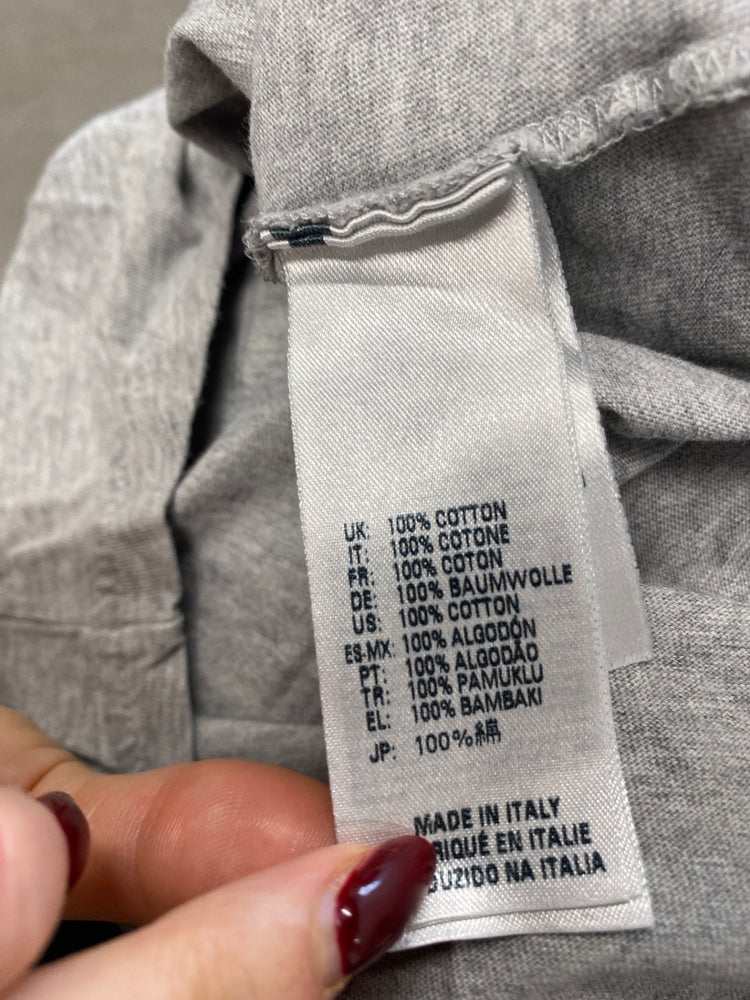 UK: 100% COTTON
IT: 100% COTONE
FR: 100% COTON
DE: 100% BAUMWOLLE
US: 100% COTTON
ES-MX: 100% ALGODÓN
PT: 100% ALGODÃO
TR: 100% PAMUKLU
EL: 100% BAMBAKI
JP: 100%綿
MADE IN ITALY
EN ITALIE
NA ITALIA